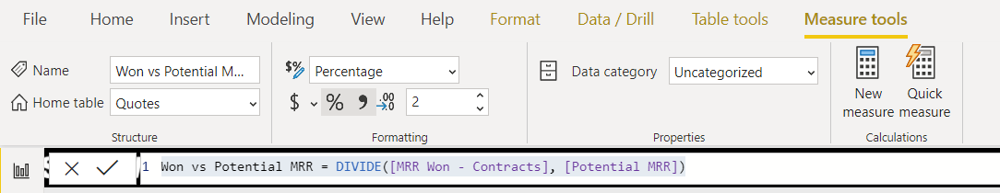 File Home Insert Modeling View Help Format Data / Drill Table tools Measure tools
Name Won vs Potential M... $% Percentage Data category Uncategorized
Home table Quotes $ % 9 .00 .0 2 New measure Quick measure
Structure Formatting Properties Calculations
1 Won vs Potential MRR = DIVIDE([MRR Won - Contracts], [Potential MRR])